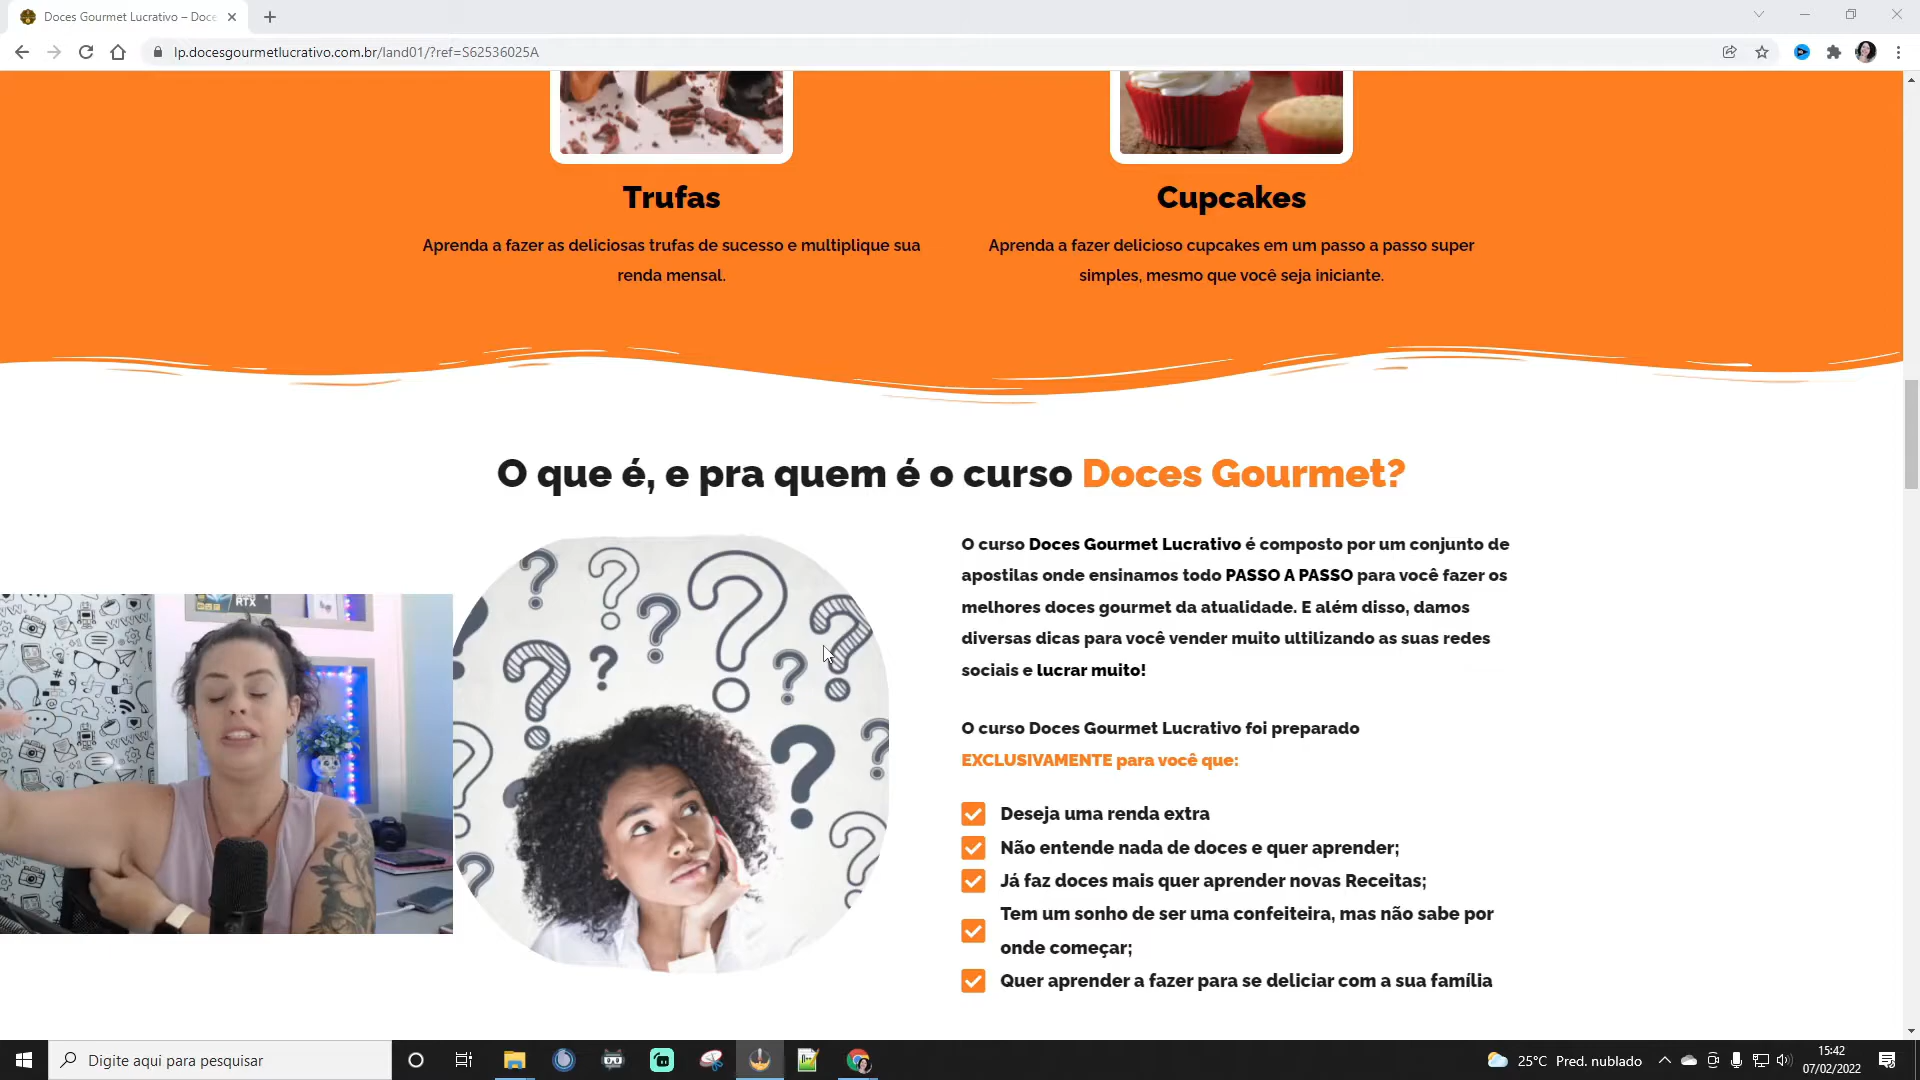 Doces Gourmet Lucrativo – Doce
lp.docesgourmetlucrativo.com.br/land01/?ref=S62536025A
Trufas
Aprenda a fazer as deliciosas trufas de sucesso e multiplique sua
renda mensal.
Cupcakes
Aprenda a fazer delicioso cupcakes em um passo a passo super
simples, mesmo que você seja iniciante.
O que é, e pra quem é o curso Doces Gourmet?
O curso Doces Gourmet Lucrativo é composto por um conjunto de
apostilas onde ensinamos todo PASSO A PASSO para você fazer os
melhores doces gourmet da atualidade. E além disso, damos
diversas dicas para você vender muito ultilizando as suas redes
sociais e lucrar muito!
O curso Doces Gourmet Lucrativo foi preparado
EXCLUSIVAMENTE para você que:
Deseja uma renda extra
Não entende nada de doces e quer aprender;
Já faz doces mais quer aprender novas Receitas;
Tem um sonho de ser uma confeiteira, mas não sabe por
onde começar;
Quer aprender a fazer para se deliciar com a sua família
RTX
Digite aqui para pesquisar
25°C Pred. nublado
15:42
07/02/2022